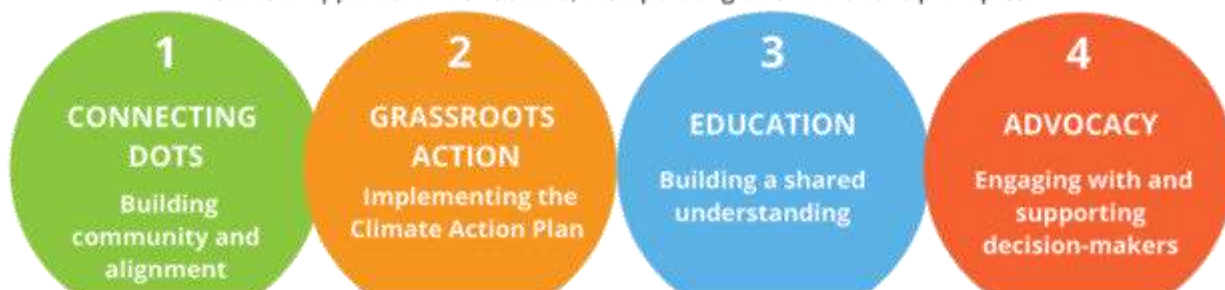 1
CONNECTING
DOTS
Building
community and
alignment
2
GRASSROOTS
ACTION
Implementing the
Climate Action Plan
3
EDUCATION
Building a shared
understanding
4
ADVOCACY
Engaging with and
supporting
decision-makers